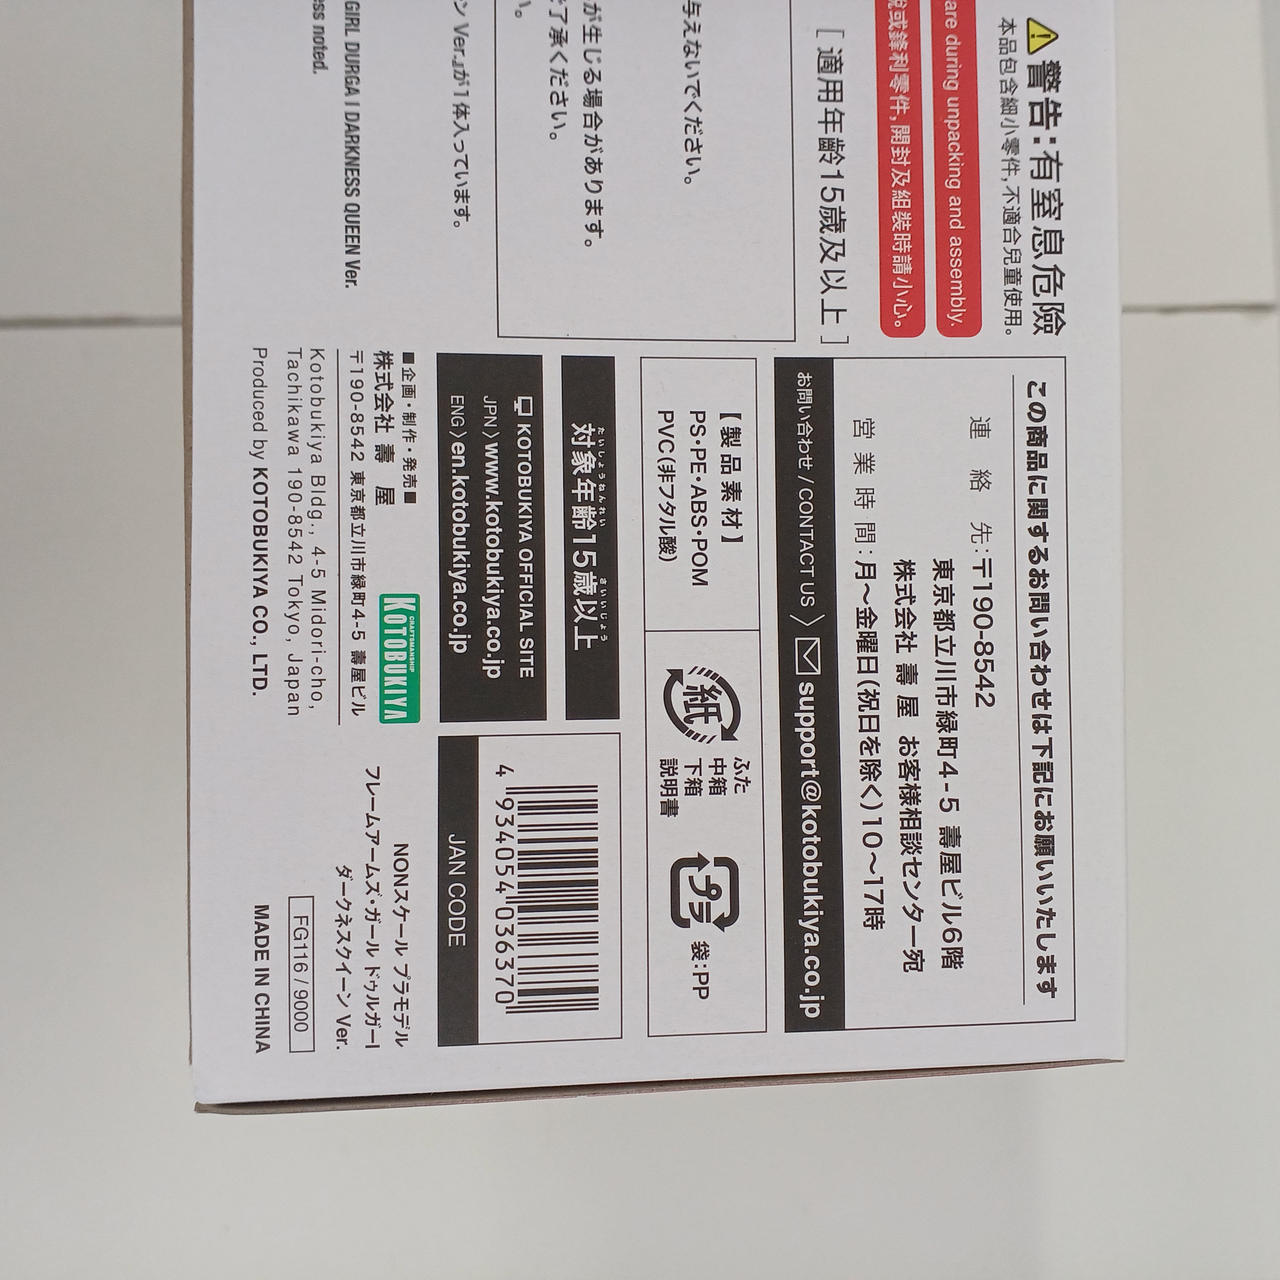 警告：有窒息危險
本品包含細小零件，不適合兒童使用。
are during unpacking and assembly.
或鋒利零件，開封及組裝時請小心。
［適用年齡15歲及以上］
与えないでください。
が生じる場合があります。
了承ください。
い。
ン Ver.』が1体入っています。
GIRL DURGA I DARKNESS QUEEN Ver.
ss noted.
この商品に関するお問い合わせは下記にお願いいたします
連絡先：〒190-8542
東京都立川市緑町4-5 壽屋ビル6階
株式会社 壽屋 お客様相談センター宛
営業時間：月～金曜日（祝日を除く）10～17時
お問い合わせ / CONTACT US 〉 support@kotobukiya.co.jp
【製品素材】
PS・PE・ABS・POM
PVC（非フタル酸）
紙
ふた
中箱
下箱
説明書
プラ
袋：PP
たいしょうねんれい さいいじょう
対象年齢15歳以上
KOTOBUKIYA OFFICIAL SITE
JPN 〉www.kotobukiya.co.jp
ENG 〉en.kotobukiya.co.jp
4 934054 036370
JAN CODE
■企画・制作・発売■
株式会社 壽屋
CRAFTSMANSHIP
KOTOBUKIYA
〒190-8542 東京都立川市緑町4-5 壽屋ビル
Kotobukiya Bldg., 4-5 Midori-cho,
Tachikawa 190-8542 Tokyo, Japan
Produced by KOTOBUKIYA CO., LTD.
NONスケール プラモデル
フレームアームズ・ガール ドゥルガーI
ダークネスクイーン Ver.
FG116 / 9000
MADE IN CHINA